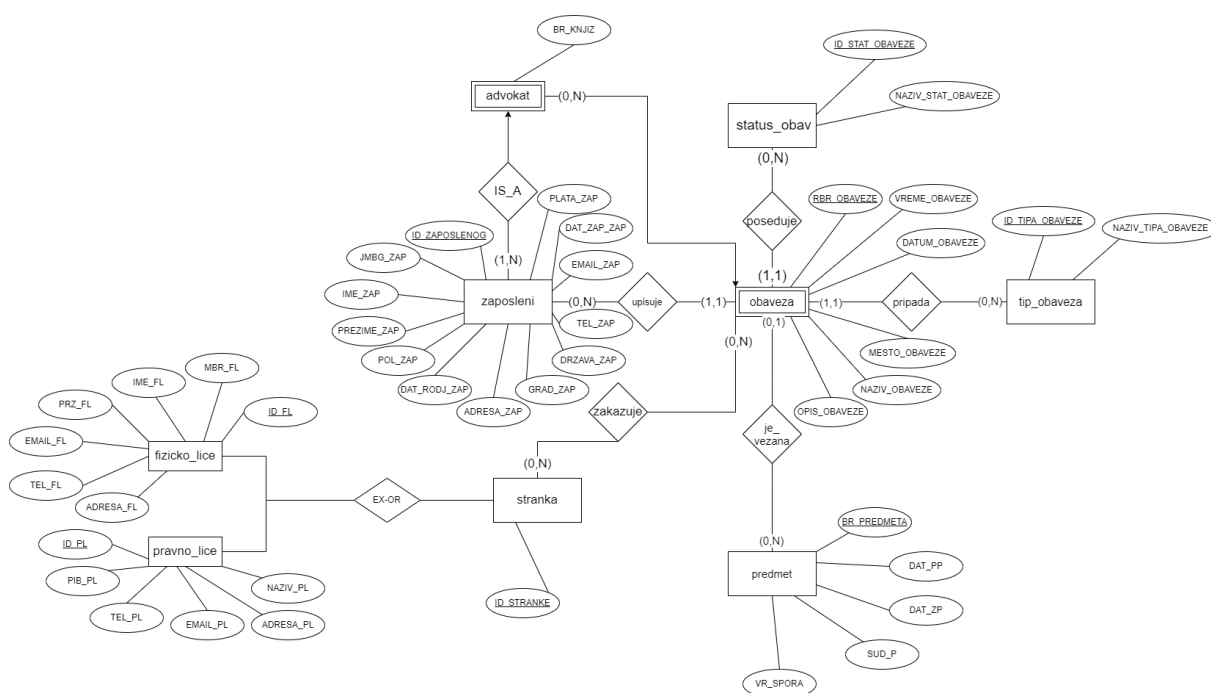 BR_KNJIZ
ID_STAT_OBAVEZE
advokat
(0,N)
NAZIV_STAT_OBAVEZE
status_obav
(0,N)
IS_A
PLATA_ZAP
RBR_OBAVEZE
VREME_OBAVEZE
poseduje
ID_TIPA_OBAVEZE
NAZIV_TIPA_OBAVEZE
ID_ZAPOSLENOG
DAT_ZAP_ZAP
DATUM_OBAVEZE
JMBG_ZAP
(1,N)
EMAIL_ZAP
(1,1)
IME_ZAP
zaposleni
(0,N)
upisuje
(1,1)
obaveza
(1,1)
pripada
(0,N)
tip_obaveza
PREZIME_ZAP
TEL_ZAP
(0,1)
(0,N)
MESTO_OBAVEZE
POL_ZAP
DRZAVA_ZAP
DAT_RODJ_ZAP
GRAD_ZAP
NAZIV_OBAVEZE
ADRESA_ZAP
zakazuje
OPIS_OBAVEZE
IME_FL
MBR_FL
PRZ_FL
ID_FL
je_
vezana
EMAIL_FL
fizicko_lice
(0,N)
TEL_FL
ADRESA_FL
EX-OR
stranka
BR_PREDMETA
(0,N)
ID_PL
pravno_lice
DAT_PP
predmet
PIB_PL
NAZIV_PL
ID_STRANKE
DAT_ZP
TEL_PL
EMAIL_PL
ADRESA_PL
SUD_P
VR_SPORA